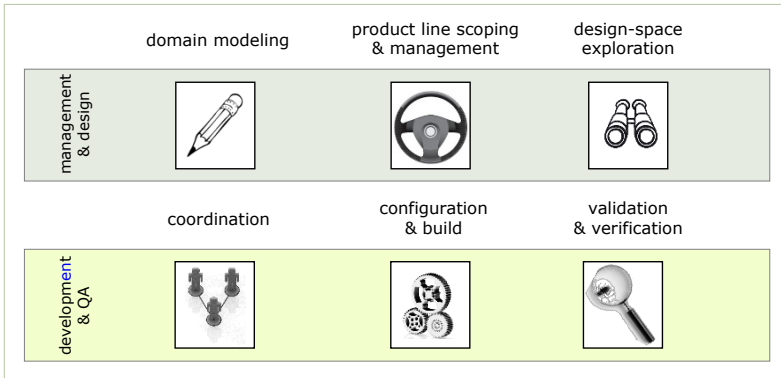 domain modeling
product line scoping
& management
design-space
exploration
management
& design
coordination
configuration
& build
validation
& verification
development
& QA